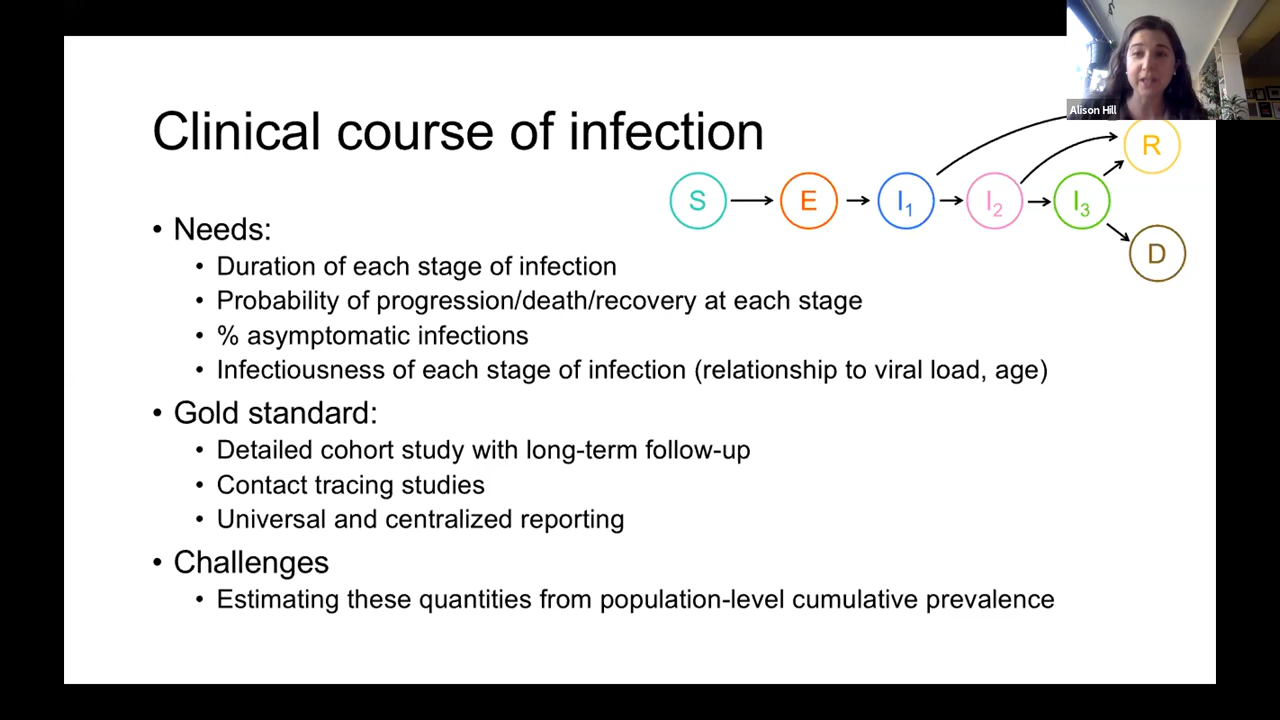 Alison Hill
Clinical course of infection
S
E
I1
I2
I3
R
D
• Needs:
• Duration of each stage of infection
• Probability of progression/death/recovery at each stage
• % asymptomatic infections
• Infectiousness of each stage of infection (relationship to viral load, age)
• Gold standard:
• Detailed cohort study with long-term follow-up
• Contact tracing studies
• Universal and centralized reporting
• Challenges
• Estimating these quantities from population-level cumulative prevalence